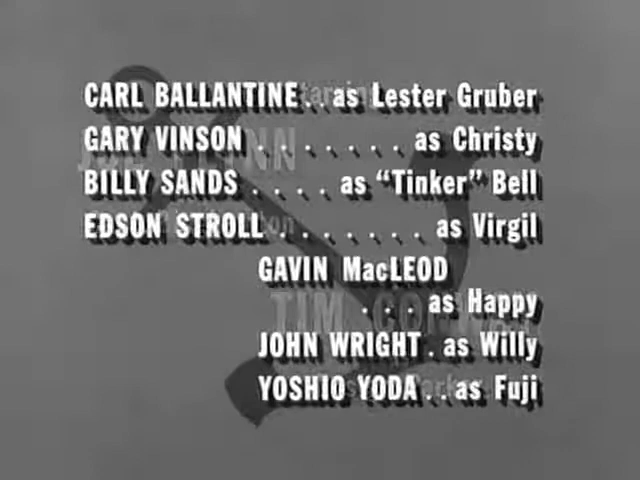 CARL BALLANTINE . . as Lester Gruber
GARY VINSON . . . . . . . as Christy
BILLY SANDS . . . . as “Tinker” Bell
EDSON STROLL . . . . . . . as Virgil
GAVIN MacLEOD
. . . as Happy
JOHN WRIGHT . as Willy
YOSHIO YODA . . as Fuji